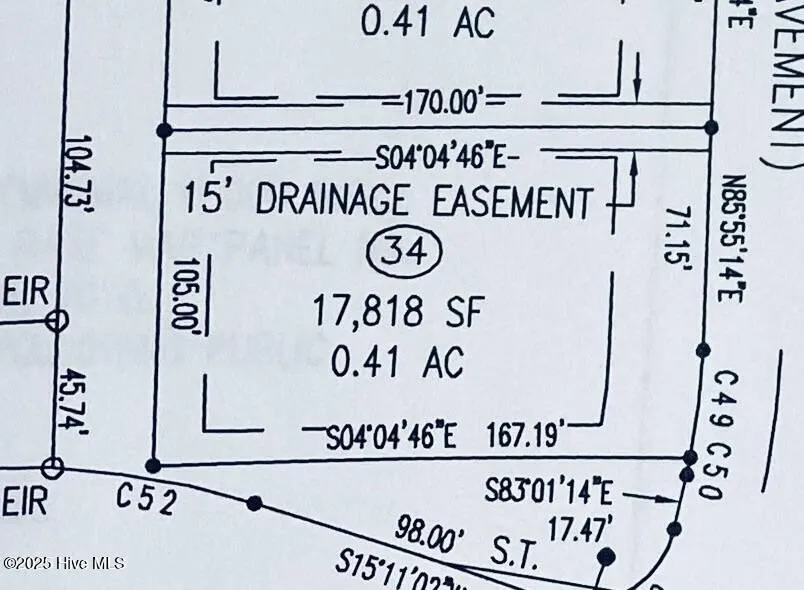 0.41 AC
4"E
170.00'
S04°04'46"E
15' DRAINAGE EASEMENT
34
17,818 SF
0.41 AC
104.73'
105.00'
45.74'
71.15'
N85°55'14"E
EIR
EIR
S04°04'46"E 167.19'
C49 C50
C52
S83°01'14"E
17.47'
98.00'
S.T.
©2025 Hive MLS